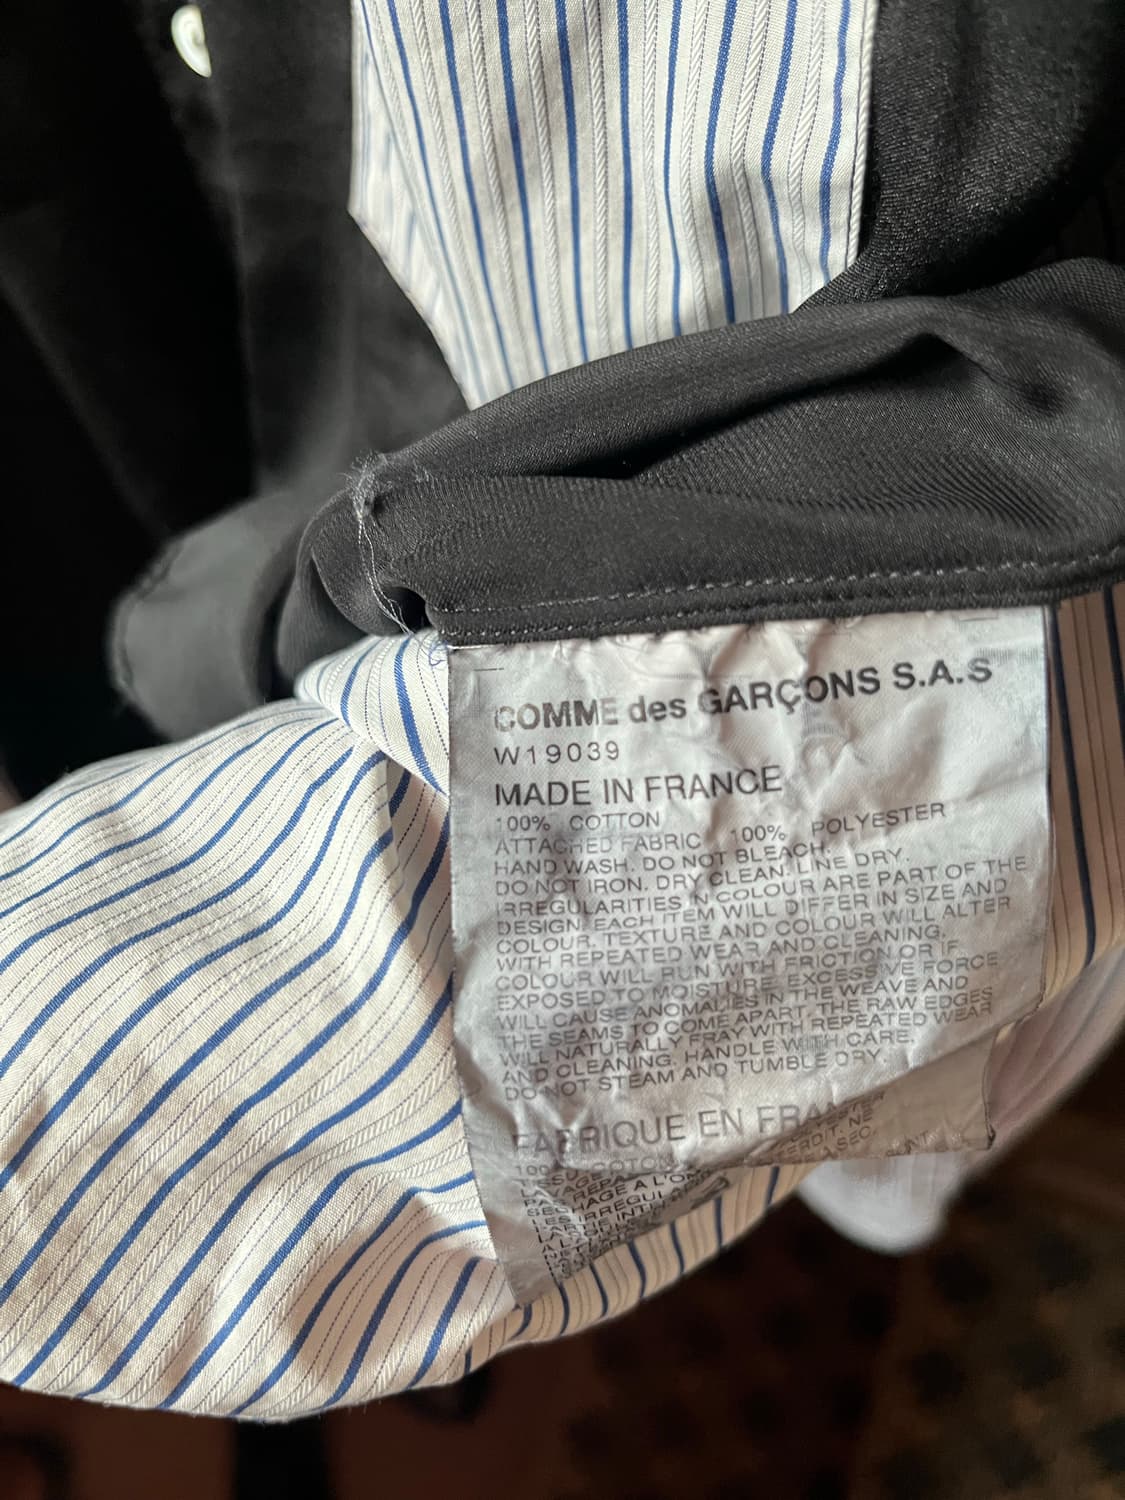 COMME des GARÇONS S.A.S
W19039
MADE IN FRANCE
100% COTTON
ATTACHED FABRIC 100% POLYESTER
HAND WASH. DO NOT BLEACH.
DO NOT IRON. DRY CLEAN. LINE DRY.
IRREGULARITIES IN COLOUR ARE PART OF THE
DESIGN. EACH ITEM WILL DIFFER IN SIZE AND
COLOUR. TEXTURE AND COLOUR WILL ALTER
WITH REPEATED WEAR AND CLEANING.
COLOUR WILL RUN WITH FRICTION OR IF
EXPOSED TO MOISTURE. EXCESSIVE FORCE
WILL CAUSE ANOMALIES IN THE WEAVE AND
THE SEAMS TO COME APART. THE RAW EDGES
WILL NATURALLY FRAY WITH REPEATED WEAR
AND CLEANING. HANDLE WITH CARE.
DO NOT STEAM AND TUMBLE DRY.
FABRIQUE EN FRA
100% COTON
LES IRREGUL